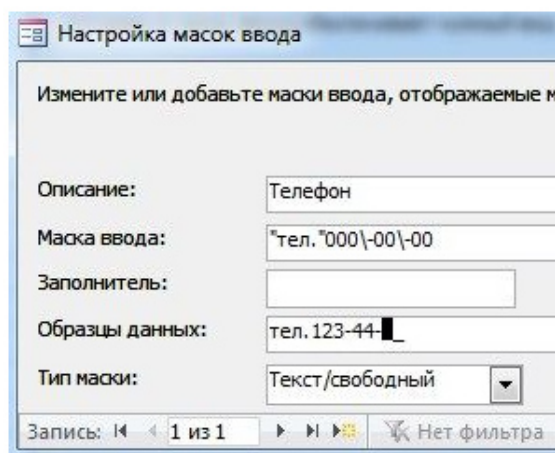 Настройка масок ввода
Измените или добавьте маски ввода, отображаемые
Описание: Телефон
Маска ввода: "тел."000\-00\-00
Заполнитель:
Образцы данных: тел.123-44-
Тип маски: Текст/свободный
Запись: 1 из 1 Нет фильтра